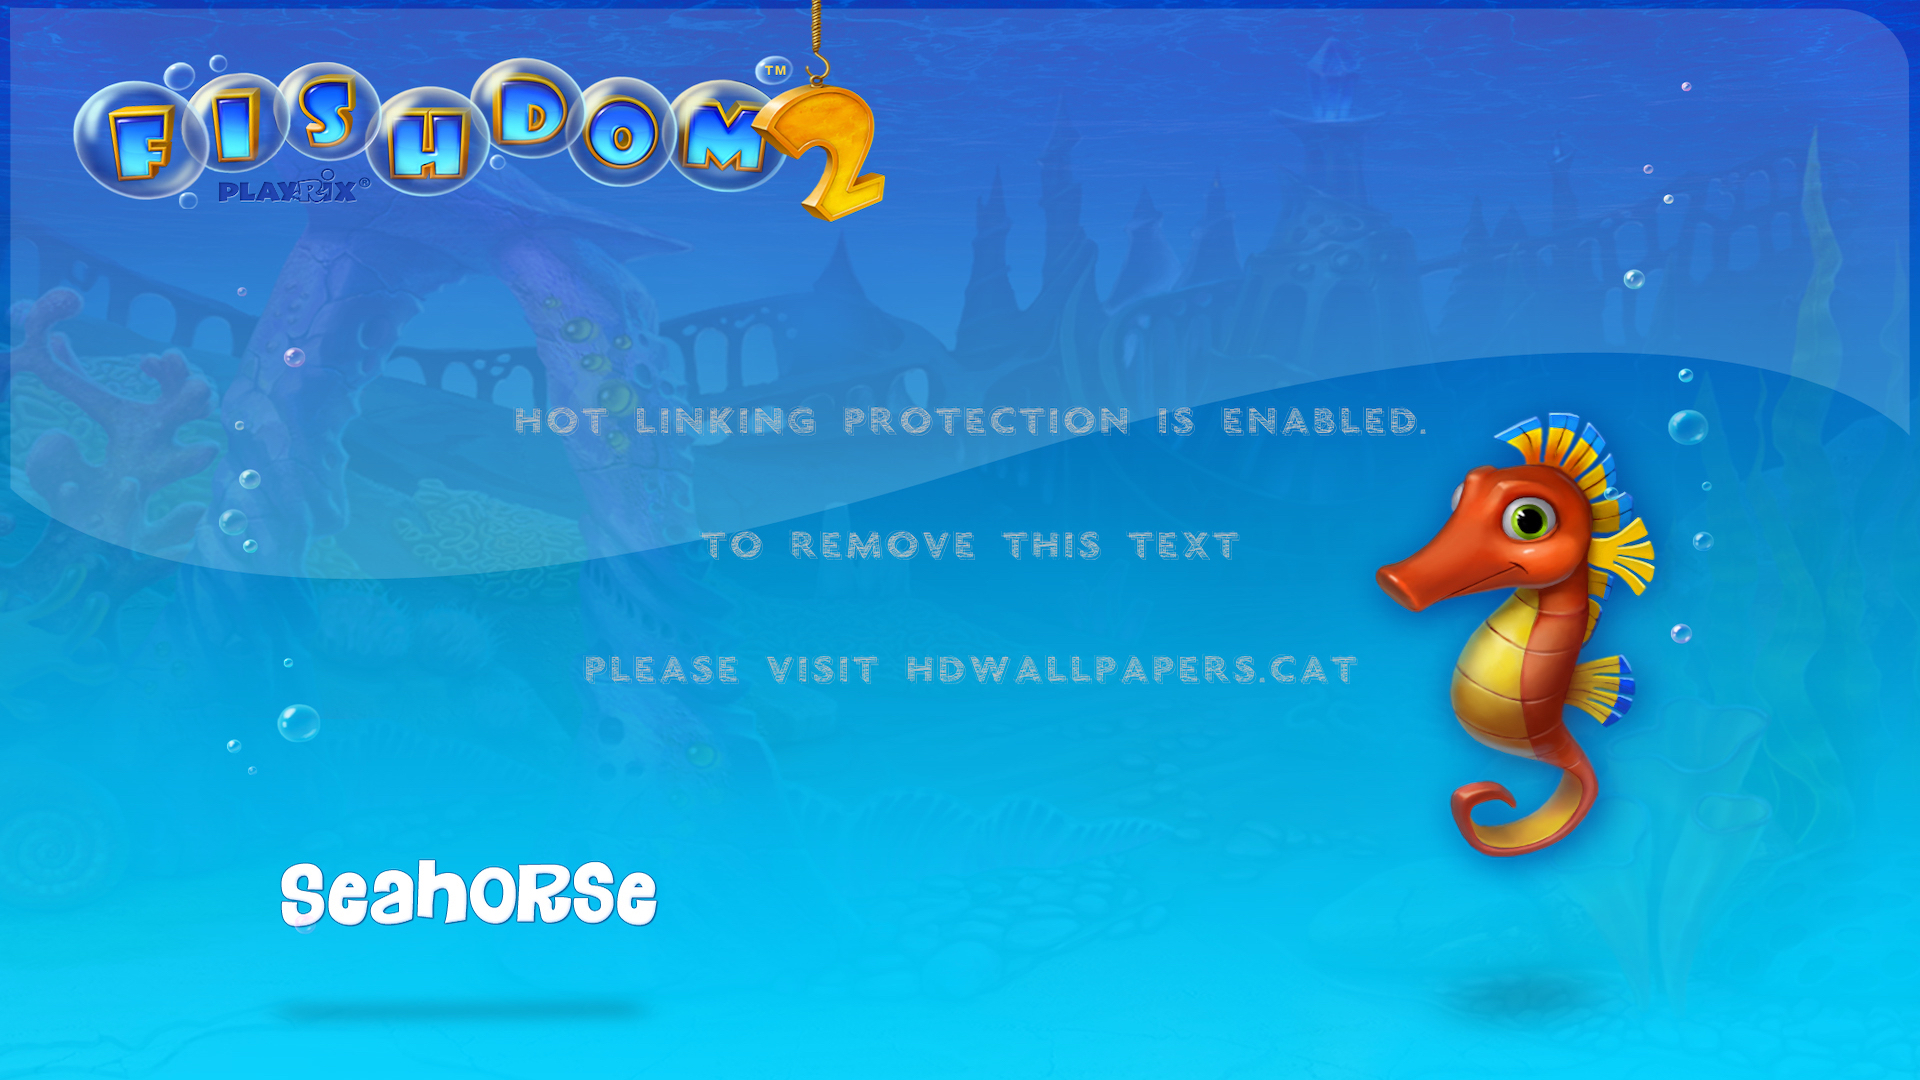 FISHDOM 2 ™
PLAYRIX®
HOT LINKING PROTECTION IS ENABLED.
TO REMOVE THIS TEXT
PLEASE VISIT HDWALLPAPERS.CAT
Seahorse